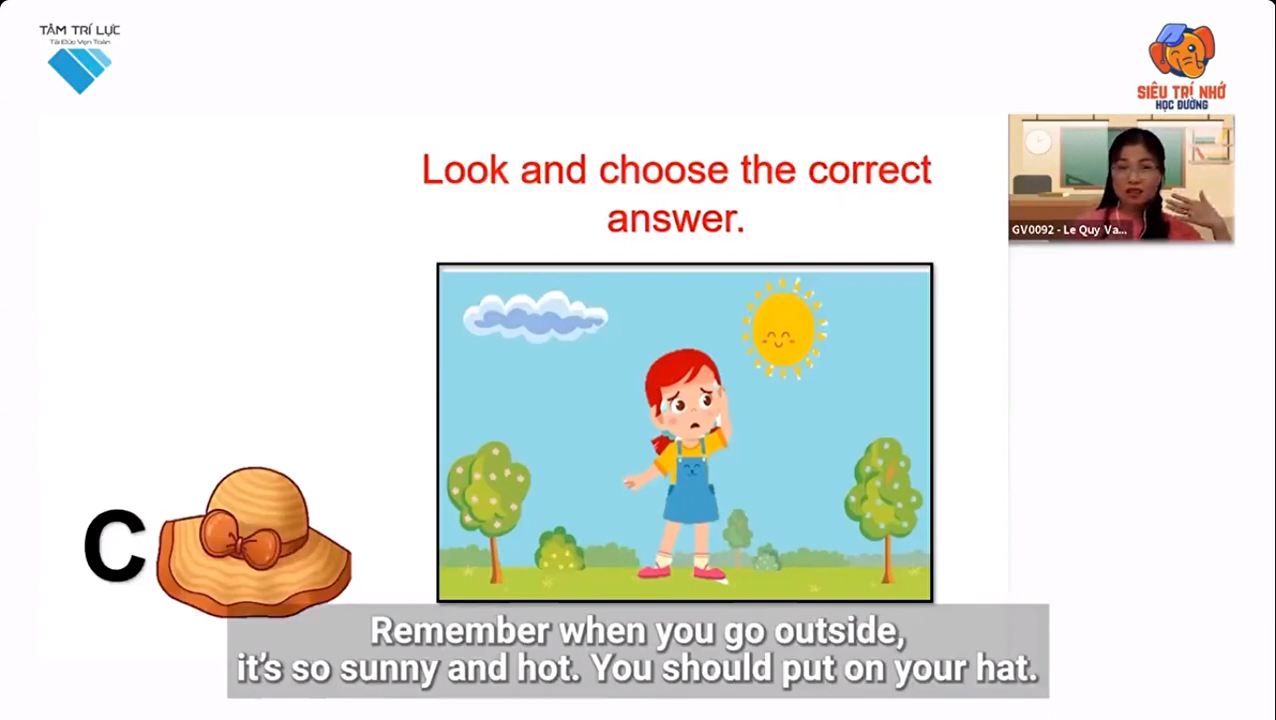 TÂM TRÍ LỰC
Tài Đức Vẹn Toàn
SIÊU TRÍ NHỚ
HỌC ĐƯỜNG
Look and choose the correct
answer.
GV0092 - Le Quy Va...
C
Remember when you go outside,
it's so sunny and hot. You should put on your hat.